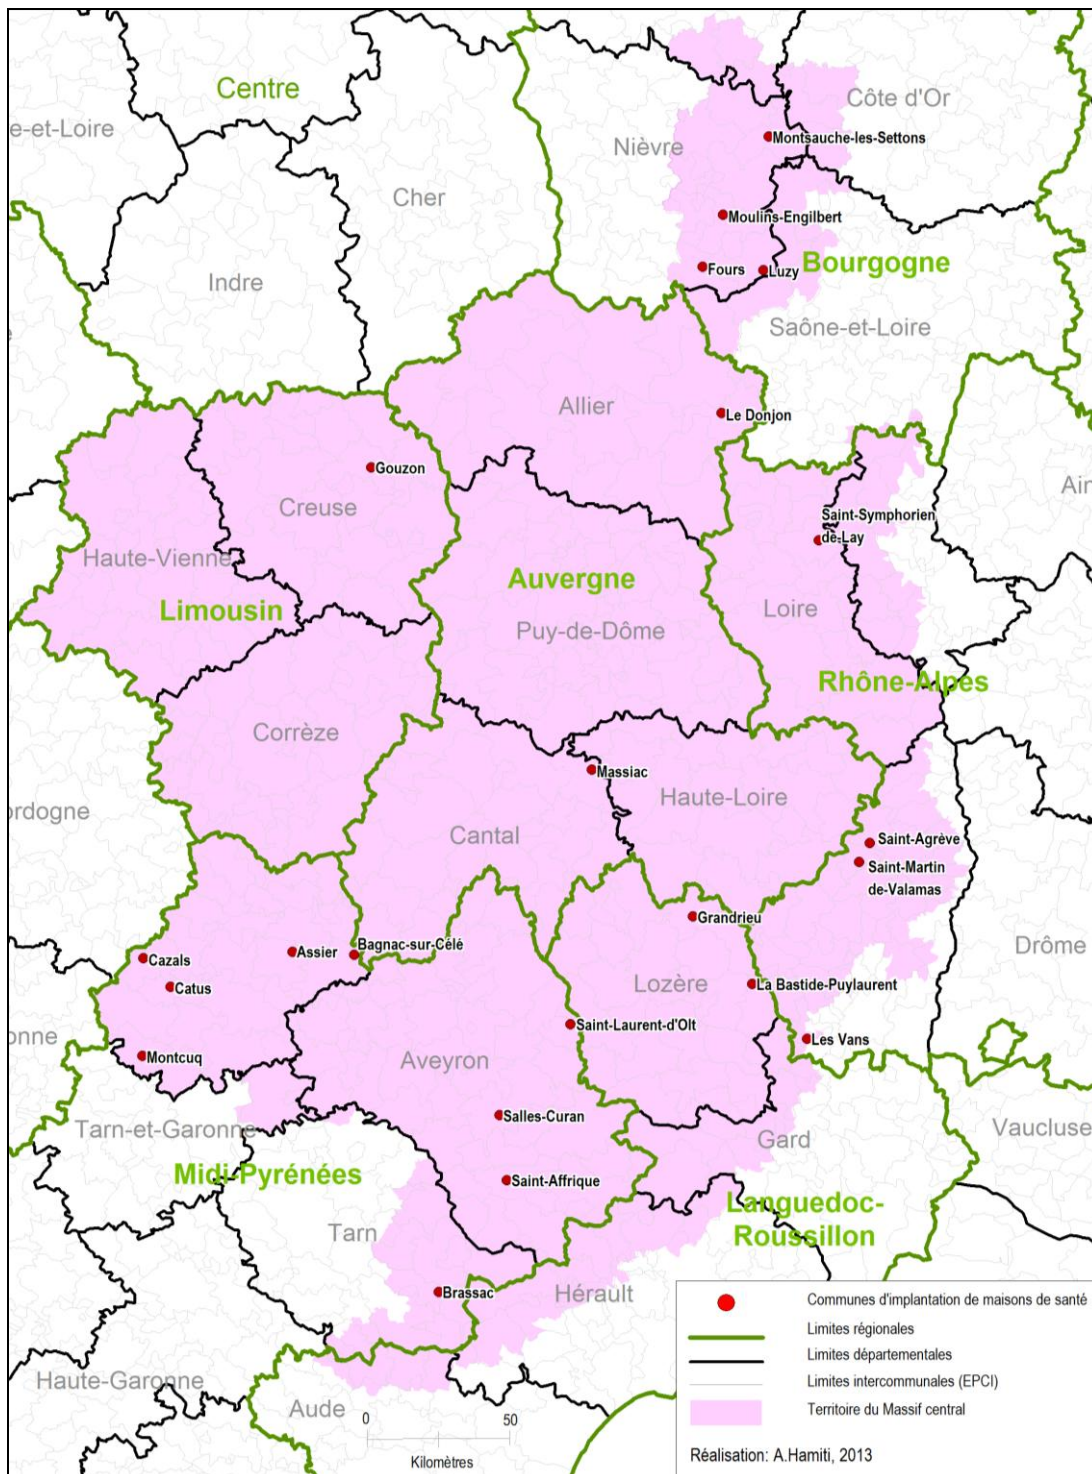 Centre
Côte d'Or
e-et-Loire
Montsauche-les-Settons
Nièvre
Cher
Moulins-Engilbert
Fours
Luzy
Bourgogne
Indre
Saône-et-Loire
Allier
Le Donjon
Gouzon
Ain
Creuse
Saint-Symphorien
de-Lay
Haute-Vienne
Auvergne
Limousin
Loire
Puy-de-Dôme
Rhône-Alpes
Corrèze
Massiac
Haute-Loire
ordogne
Cantal
Saint-Agrève
Saint-Martin
de-Valamas
Grandrieu
Bagnac-sur-Célé
Assier
Cazals
Drôme
Catus
Lozère
La Bastide-Puylaurent
Saint-Laurent-d'Olt
onne
Les Vans
Montcuq
Aveyron
Salles-Curan
Tarn-et-Garonne
Gard
Vaucluse
Midi-Pyrénées
Saint-Affrique
Languedoc-
Roussillon
Tarn
Brassac
Hérault
Haute-Garonne
Aude
0 50
Kilomètres
Communes d'implantation de maisons de santé
Limites régionales
Limites départementales
Limites intercommunales (EPCI)
Territoire du Massif central
Réalisation: A.Hamiti, 2013